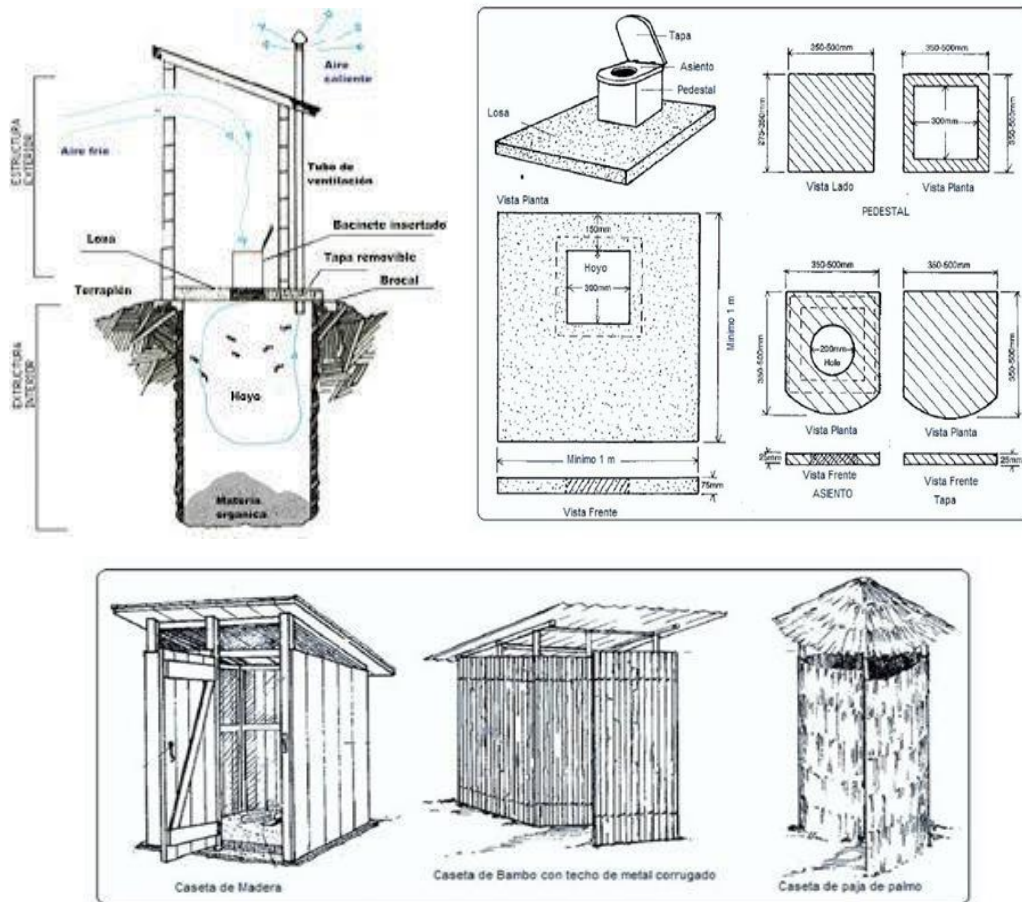 Aire
caliente
Aire frio
ESTRUCTURA
EXTERIOR
Tubo de
ventilación
Bacinete insertado
Losa
Tapa removible
Terraplén
Brocal
EXTRUCTURA
INTERIOR
Hoyo
Materia
organica
Tapa
Asiento
Pedestal
Losa
Vista Planta
150mm
Hoyo
Minimo 1 m
Minimo 1 m
75mm
Vista Frente
350-500mm
350-500mm
300mm
350-500mm
Vista Lado
Vista Planta
PEDESTAL
350-500mm
350-500mm
350-500mm
200mm
Hole
350-500mm
Vista Planta
Vista Planta
25mm
25mm
Vista Frente
Vista Frente
ASIENTO
Tapa
Caseta de Madera
Caseta de Bambo con techo de metal corrugado
Caseta de paja de palmo